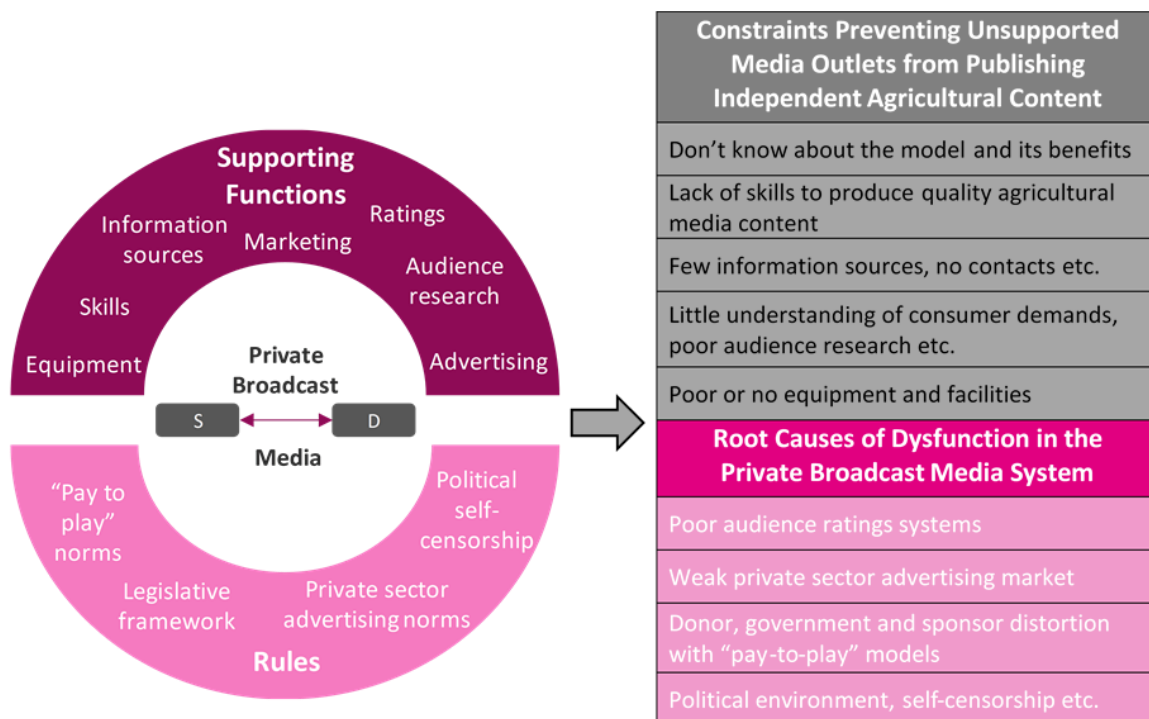 Supporting
Functions
Information
sources
Marketing
Ratings
Audience
research
Skills
Equipment
Advertising
Private
Broadcast
S
D
Media
“Pay to
play”
norms
Legislative
framework
Private sector
advertising norms
Political
self-
censorship
Rules
Constraints Preventing Unsupported
Media Outlets from Publishing
Independent Agricultural Content
Don’t know about the model and its benefits
Lack of skills to produce quality agricultural
media content
Few information sources, no contacts etc.
Little understanding of consumer demands,
poor audience research etc.
Poor or no equipment and facilities
Root Causes of Dysfunction in the
Private Broadcast Media System
Poor audience ratings systems
Weak private sector advertising market
Donor, government and sponsor distortion
with “pay-to-play” models
Political environment, self-censorship etc.